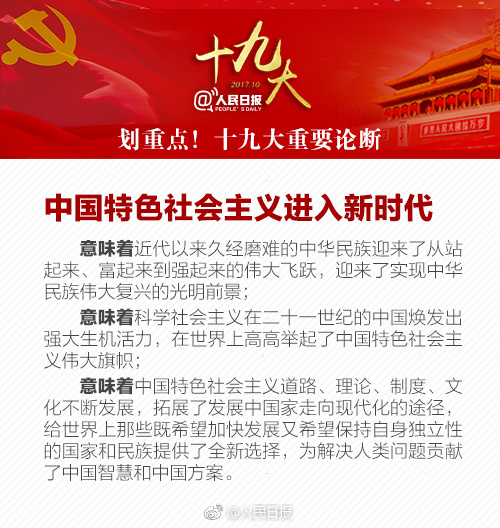 十九大
2017.10
@人民日报
PEOPLE'S DAILY
划重点！十九大重要论断
中国特色社会主义进入新时代
意味着近代以来久经磨难的中华民族迎来了从站
起来、富起来到强起来的伟大飞跃，迎来了实现中华
民族伟大复兴的光明前景；
意味着科学社会主义在二十一世纪的中国焕发出
强大生机活力，在世界上高高举起了中国特色社会主
义伟大旗帜；
意味着中国特色社会主义道路、理论、制度、文
化不断发展，拓展了发展中国家走向现代化的途径，
给世界上那些既希望加快发展又希望保持自身独立性
的国家和民族提供了全新选择，为解决人类问题贡献
了中国智慧和中国方案。
@人民日报